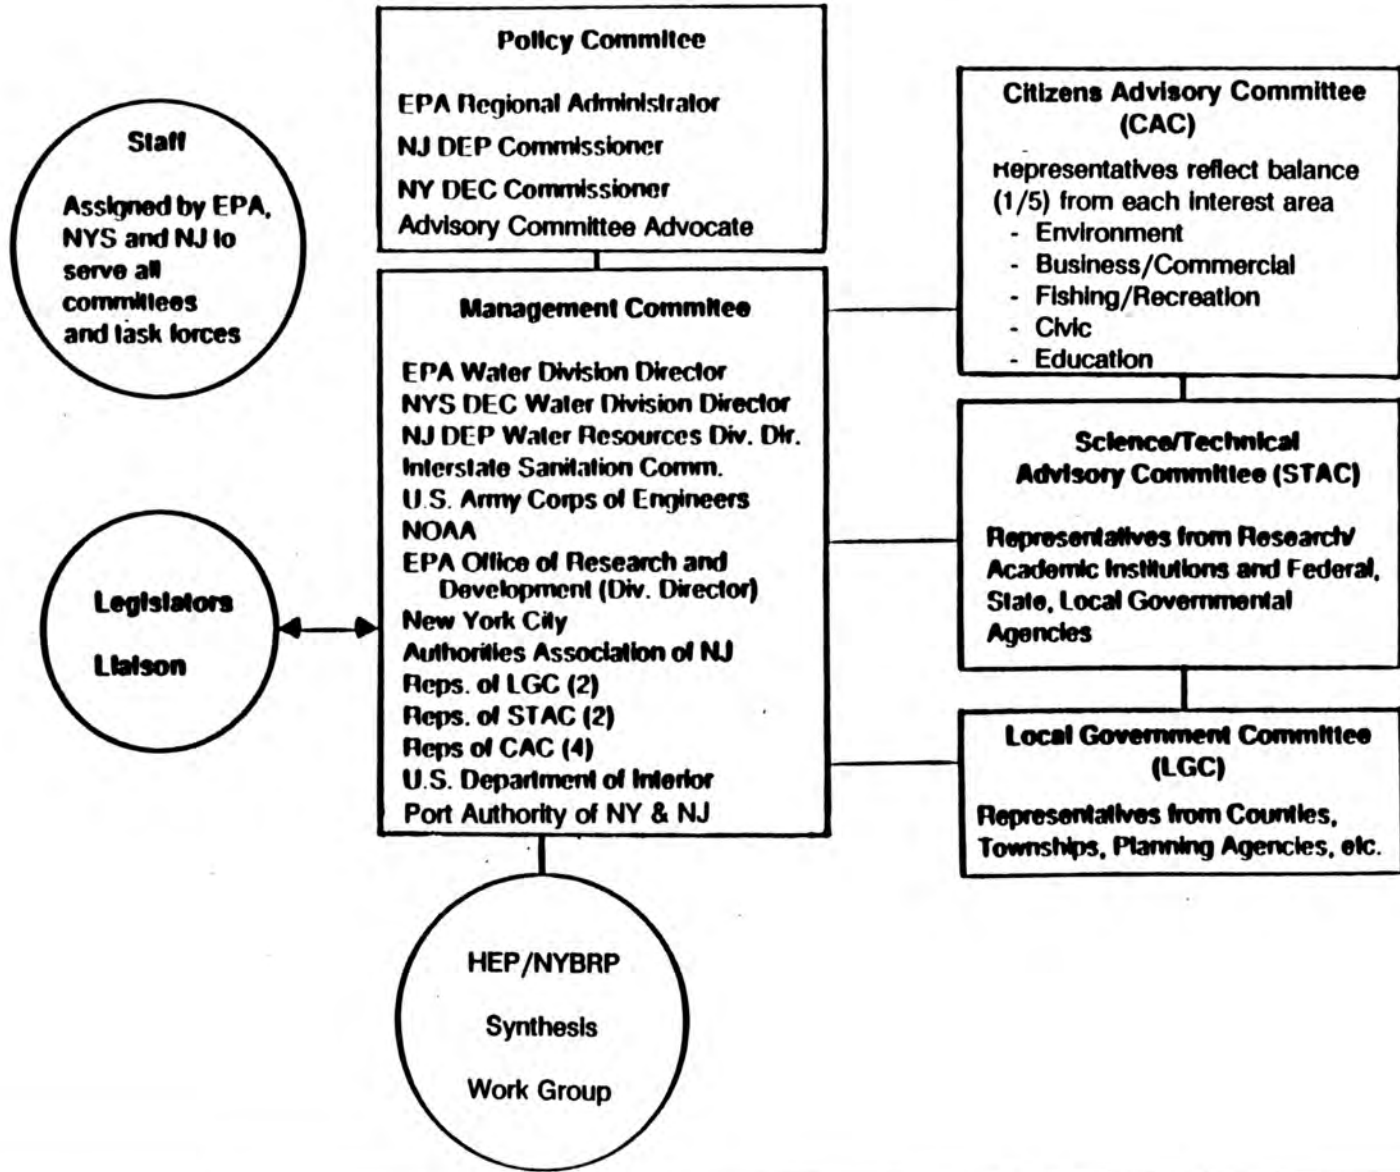 Policy Commitee
EPA Regional Administrator
NJ DEP Commissioner
NY DEC Commissioner
Advisory Committee Advocate
Staff
Assigned by EPA,
NYS and NJ to
serve all
committees
and task forces
Citizens Advisory Committee
(CAC)
Representatives reflect balance
(1/5) from each interest area
- Environment
- Business/Commercial
- Fishing/Recreation
- Civic
- Education
Management Commitee
EPA Water Division Director
NYS DEC Water Division Director
NJ DEP Water Resources Div. Dir.
Interstate Sanitation Comm.
U.S. Army Corps of Engineers
NOAA
EPA Office of Research and
Development (Div. Director)
New York City
Authorities Association of NJ
Reps. of LGC (2)
Reps. of STAC (2)
Reps of CAC (4)
U.S. Department of Interior
Port Authority of NY & NJ
Science/Technical
Advisory Committee (STAC)
Representatives from Research/
Academic Institutions and Federal,
State, Local Governmental
Agencies
Legislators
Liaison
Local Government Committee
(LGC)
Representatives from Counties,
Townships, Planning Agencies, etc.
HEP/NYBRP
Synthesis
Work Group